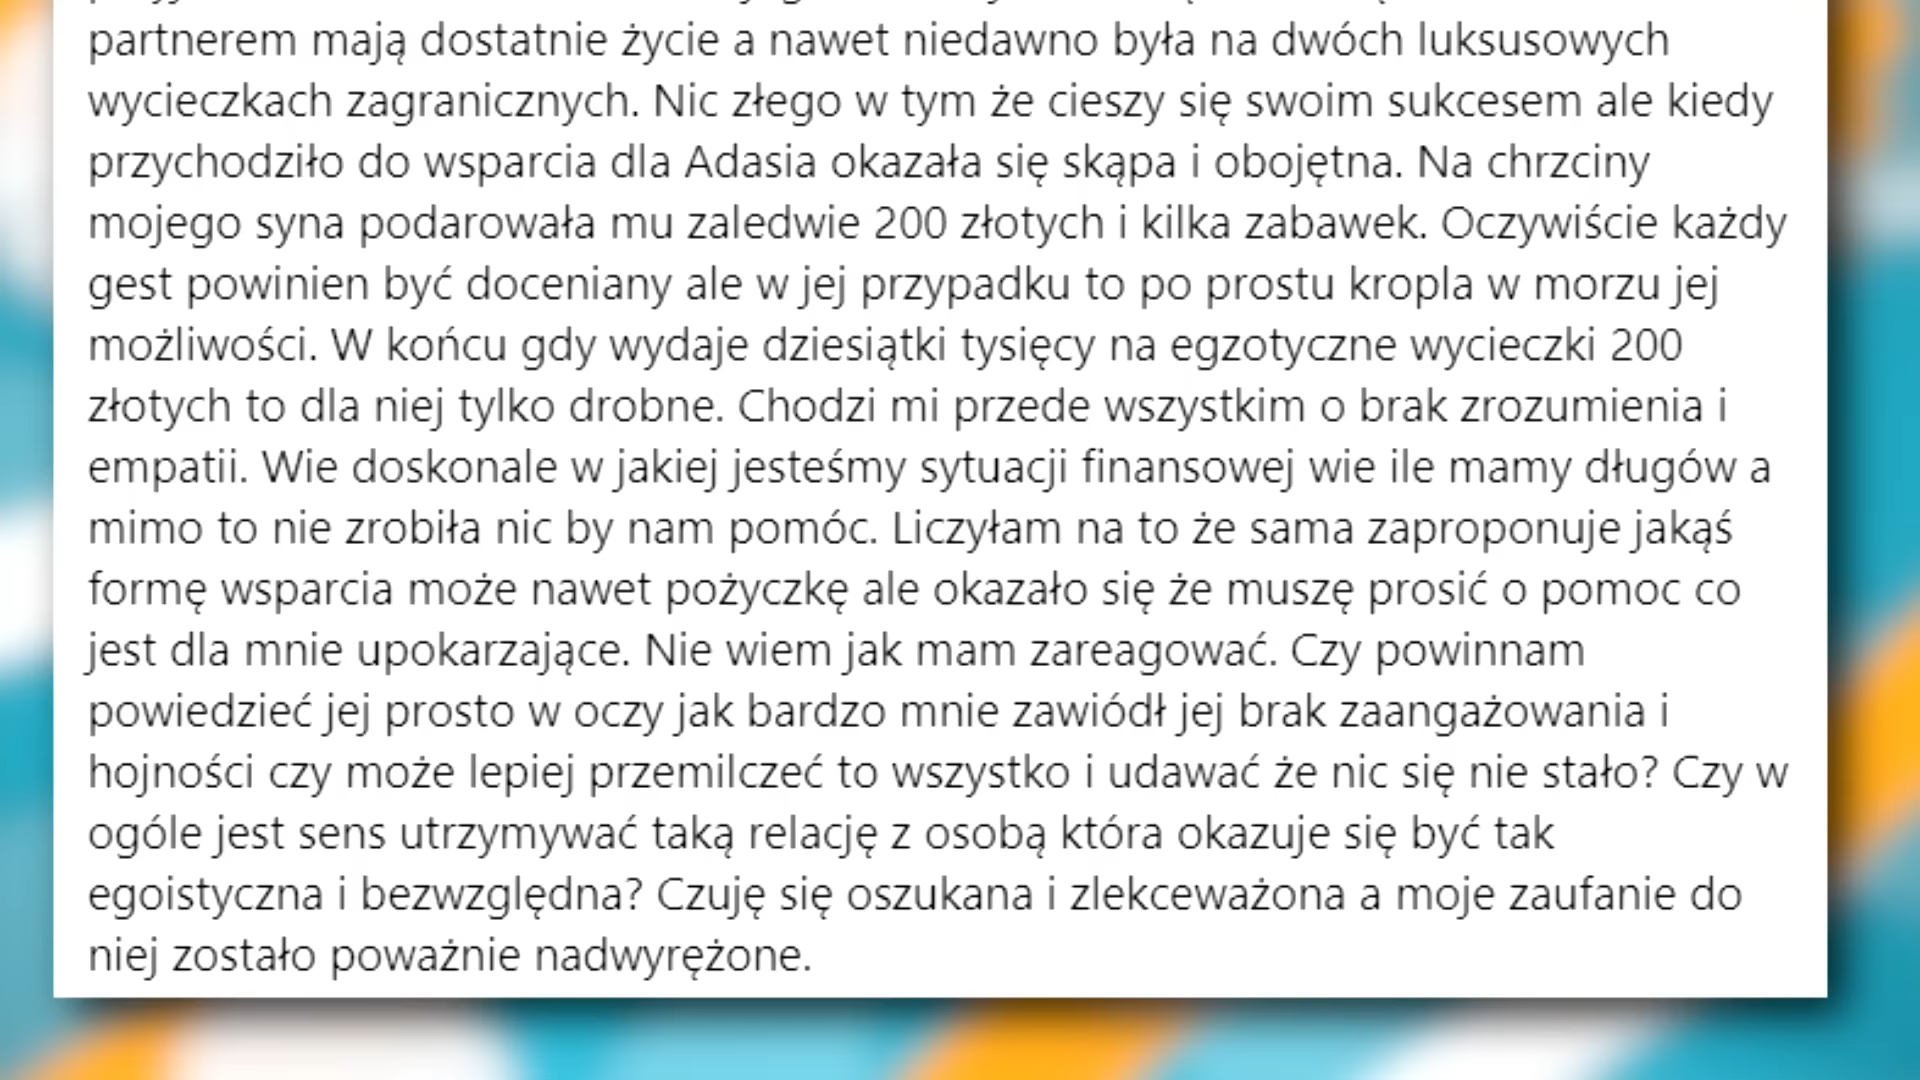 partnerem mają dostatnie życie a nawet niedawno była na dwóch luksusowych
wycieczkach zagranicznych. Nic złego w tym że cieszy się swoim sukcesem ale kiedy
przychodziło do wsparcia dla Adasia okazała się skąpa i obojętna. Na chrzciny
mojego syna podarowała mu zaledwie 200 złotych i kilka zabawek. Oczywiście każdy
gest powinien być doceniany ale w jej przypadku to po prostu kropla w morzu jej
możliwości. W końcu gdy wydaje dziesiątki tysięcy na egzotyczne wycieczki 200
złotych to dla niej tylko drobne. Chodzi mi przede wszystkim o brak zrozumienia i
empatii. Wie doskonale w jakiej jesteśmy sytuacji finansowej wie ile mamy długów a
mimo to nie zrobiła nic by nam pomóc. Liczyłam na to że sama zaproponuje jakąś
formę wsparcia może nawet pożyczkę ale okazało się że muszę prosić o pomoc co
jest dla mnie upokarzające. Nie wiem jak mam zareagować. Czy powinnam
powiedzieć jej prosto w oczy jak bardzo mnie zawiódł jej brak zaangażowania i
hojności czy może lepiej przemilczeć to wszystko i udawać że nic się nie stało? Czy w
ogóle jest sens utrzymywać taką relację z osobą która okazuje się być tak
egoistyczna i bezwzględna? Czuję się oszukana i zlekceważona a moje zaufanie do
niej zostało poważnie nadwyrężone.